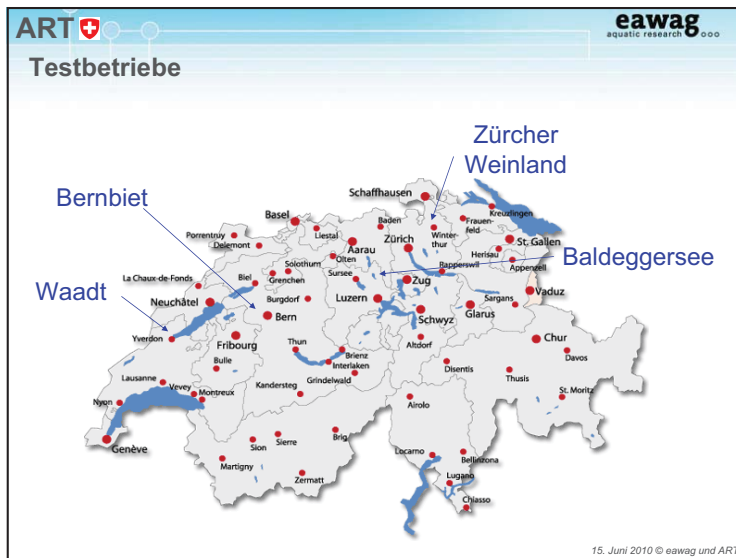 ART
eawag
aquatic research
Testbetriebe
Zürcher
Weinland
Bernbiet
Baldeggersee
Waadt
Schaffhausen
Kreuzlingen
Basel
Baden
Frauen-
feld
Winter-
thur
Porrentruy
Liestal
Delemont
Aarau
Zürich
St. Gallen
Herisau
Appenzell
Olten
Solothurn
Rapperswil
La Chaux-de-Fonds
Biel
Grenchen
Sursee
Zug
Burgdorf
Luzern
Vaduz
Neuchâtel
Sargans
Bern
Schwyz
Glarus
Yverdon
Fribourg
Thun
Altdorf
Chur
Brienz
Davos
Bulle
Interlaken
Disentis
Grindelwald
Thusis
Lausanne
Vevey
Montreux
Kandersteg
St. Moritz
Nyon
Airolo
Genève
Sion
Sierre
Brig
Locarno
Bellinzona
Martigny
Zermatt
Lugano
Chiasso
15. Juni 2010 © eawag und ART